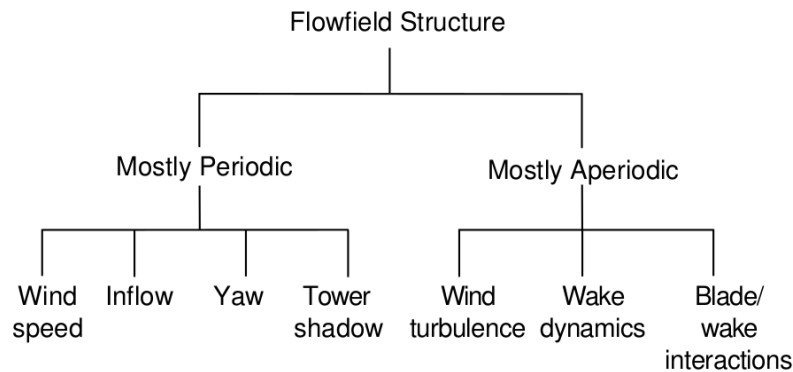 Flowfield Structure
Mostly Periodic
Mostly Aperiodic
Wind
speed
Inflow
Yaw
Tower
shadow
Wind
turbulence
Wake
dynamics
Blade/
wake
interactions